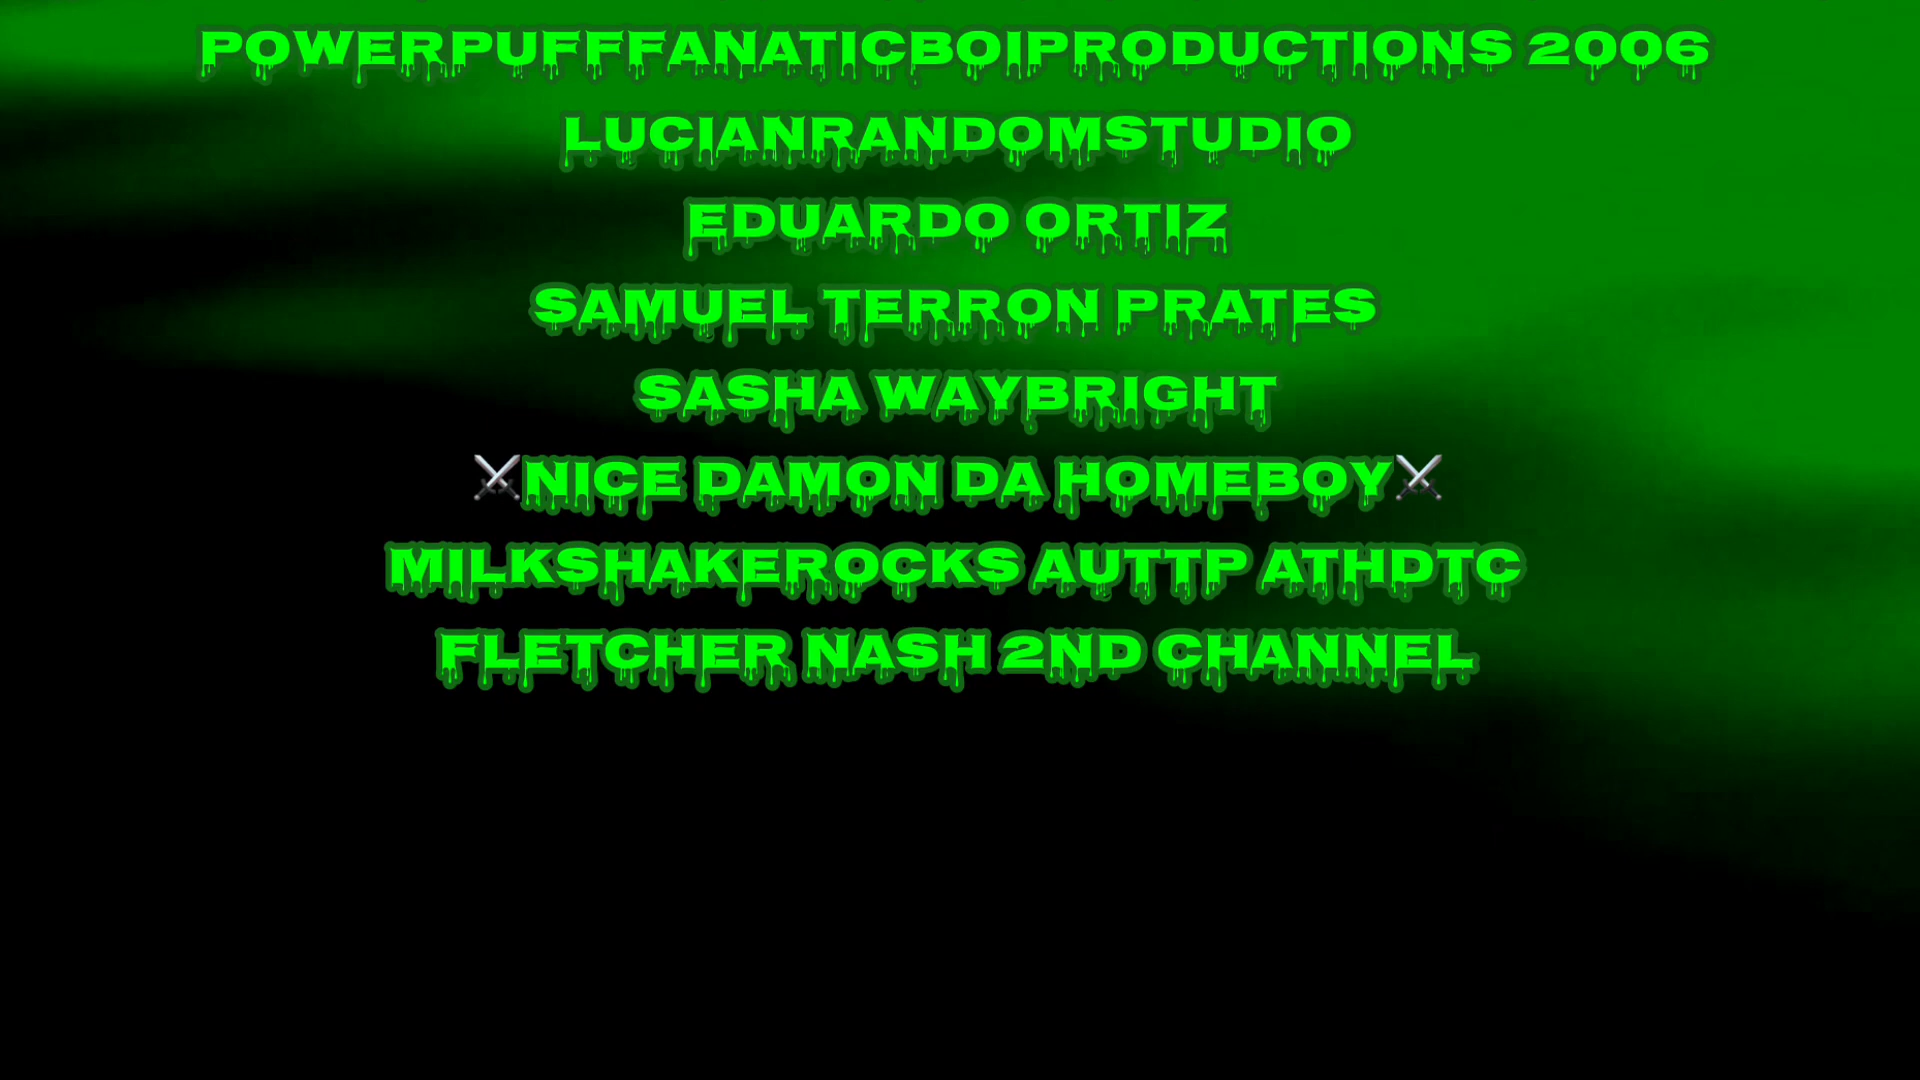 POWERPUFFFANATICBOIPRODUCTIONS 2006
LUCIANRANDOMSTUDIO
EDUARDO ORTIZ
SAMUEL TERRON PRATES
SASHA WAYBRIGHT
⚔NICE DAMON DA HOMEBOY⚔
MILKSHAKEROCKS AUTTP ATHDTC
FLETCHER NASH 2ND CHANNEL